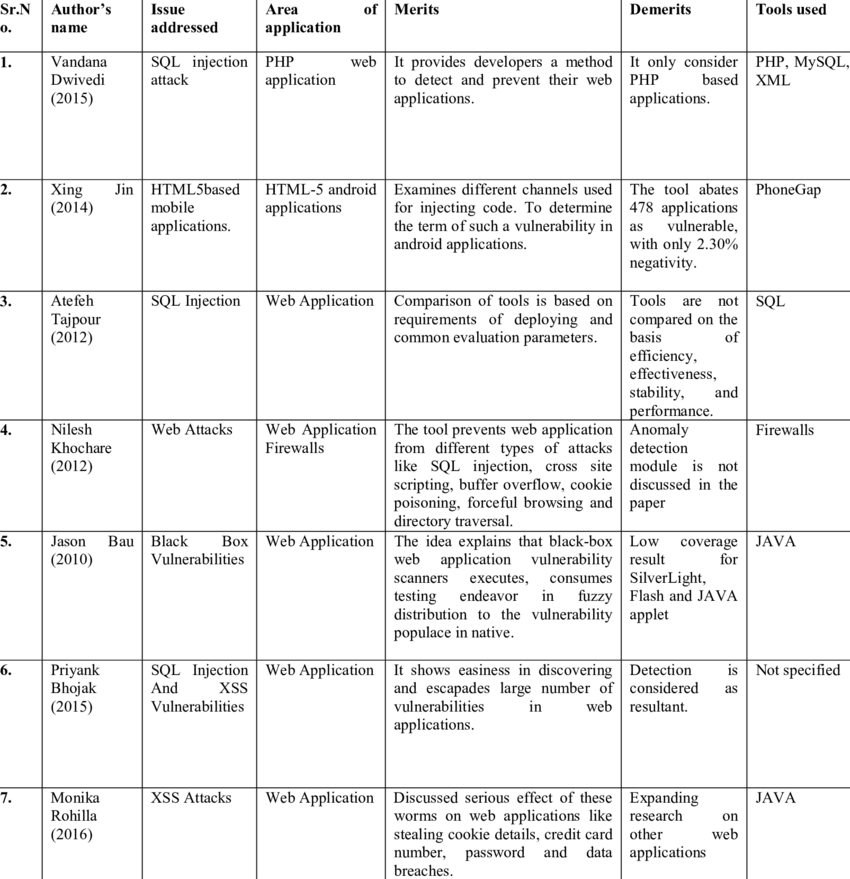 Sr.N
o.
Author’s
name
Issue
addressed
Area of
application
Merits
Demerits
Tools used
1.
Vandana
Dwivedi
(2015)
SQL injection
attack
PHP web
application
It provides developers a method
to detect and prevent their web
applications.
It only consider
PHP based
applications.
PHP, MySQL,
XML
2.
Xing Jin
(2014)
HTML5based
mobile
applications.
HTML-5 android
applications
Examines different channels used
for injecting code. To determine
the term of such a vulnerability in
android applications.
The tool abates
478 applications
as vulnerable,
with only 2.30%
negativity.
PhoneGap
3.
Atefeh
Tajpour
(2012)
SQL Injection
Web Application
Comparison of tools is based on
requirements of deploying and
common evaluation parameters.
Tools are not
compared on the
basis of
efficiency,
effectiveness,
stability, and
performance.
SQL
4.
Nilesh
Khochare
(2012)
Web Attacks
Web Application
Firewalls
The tool prevents web application
from different types of attacks
like SQL injection, cross site
scripting, buffer overflow, cookie
poisoning, forceful browsing and
directory traversal.
Anomaly
detection
module is not
discussed in the
paper
Firewalls
5.
Jason Bau
(2010)
Black Box
Vulnerabilities
Web Application
The idea explains that black-box
web application vulnerability
scanners executes, consumes
testing endeavor in fuzzy
distribution to the vulnerability
populace in native.
Low coverage
result for
SilverLight,
Flash and JAVA
applet
JAVA
6.
Priyank
Bhojak
(2015)
SQL Injection
And XSS
Vulnerabilities
Web Application
It shows easiness in discovering
and escapades large number of
vulnerabilities in web
applications.
Detection is
considered as
resultant.
Not specified
7.
Monika
Rohilla
(2016)
XSS Attacks
Web Application
Discussed serious effect of these
worms on web applications like
stealing cookie details, credit card
number, password and data
breaches.
Expanding
research on
other web
applications
JAVA